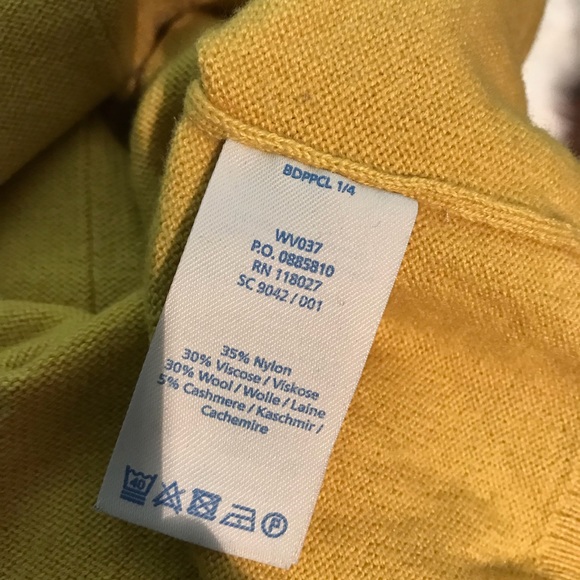 BDPPCL 1/4
WV037
P.O. 0885810
RN 118027
SC 9042 / 001
35% Nylon
30% Viscose / Viskose
30% Wool / Wolle / Laine
5% Cashmere / Kaschmir /
Cachemire
40
P